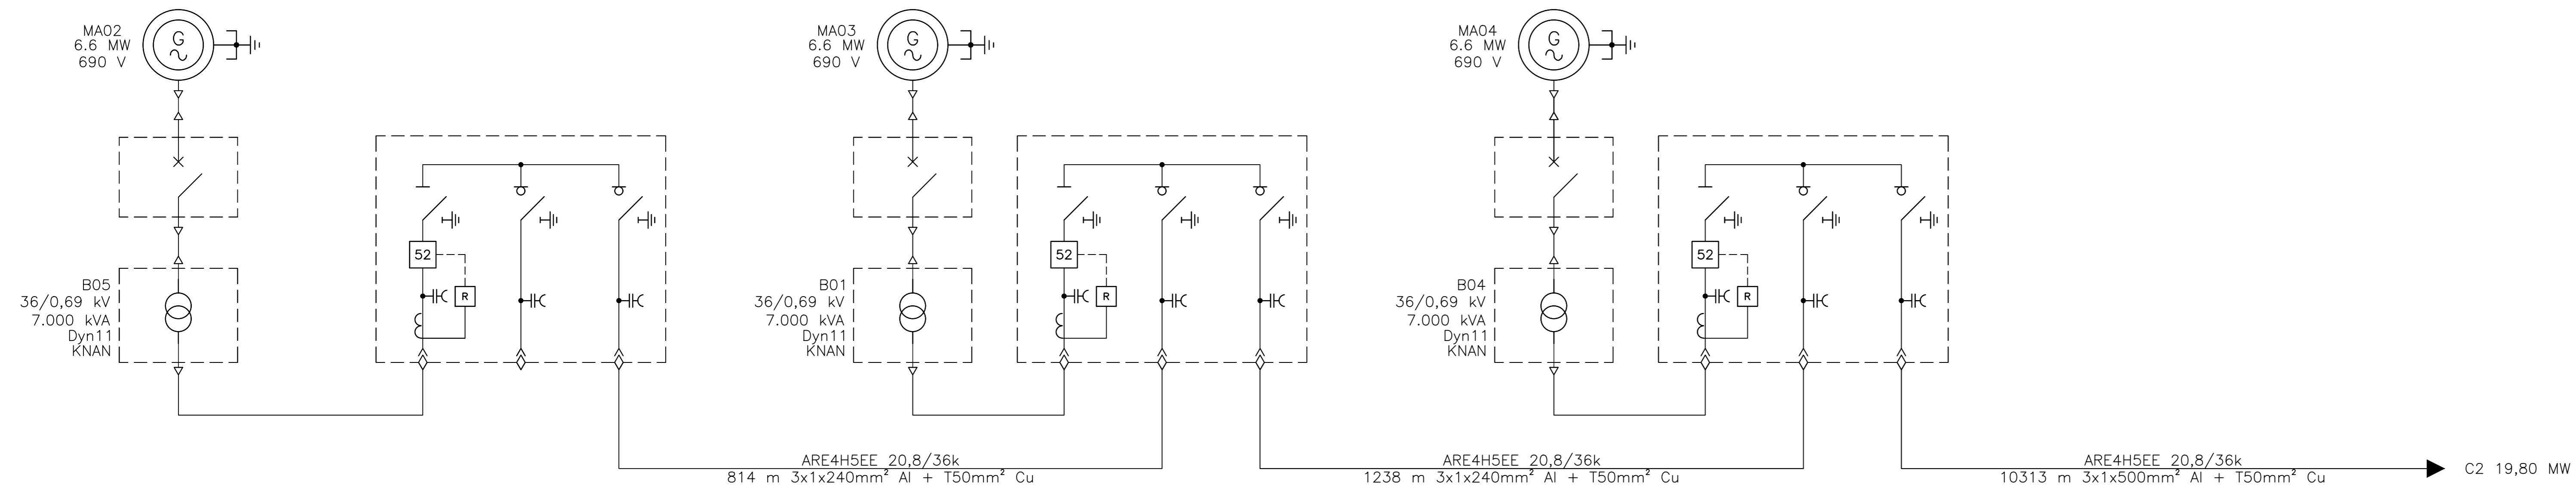 MA02
6.6 MW
690 V
G
MA03
6.6 MW
690 V
G
MA04
6.6 MW
690 V
G
52
R
52
R
52
R
B05
36/0,69 kV
7.000 kVA
Dyn11
KNAN
B01
36/0,69 kV
7.000 kVA
Dyn11
KNAN
B04
36/0,69 kV
7.000 kVA
Dyn11
KNAN
ARE4H5EE 20,8/36k
814 m 3x1x240mm² Al + T50mm² Cu
ARE4H5EE 20,8/36k
1238 m 3x1x240mm² Al + T50mm² Cu
ARE4H5EE 20,8/36k
10313 m 3x1x500mm² Al + T50mm² Cu
C2 19,80 MW